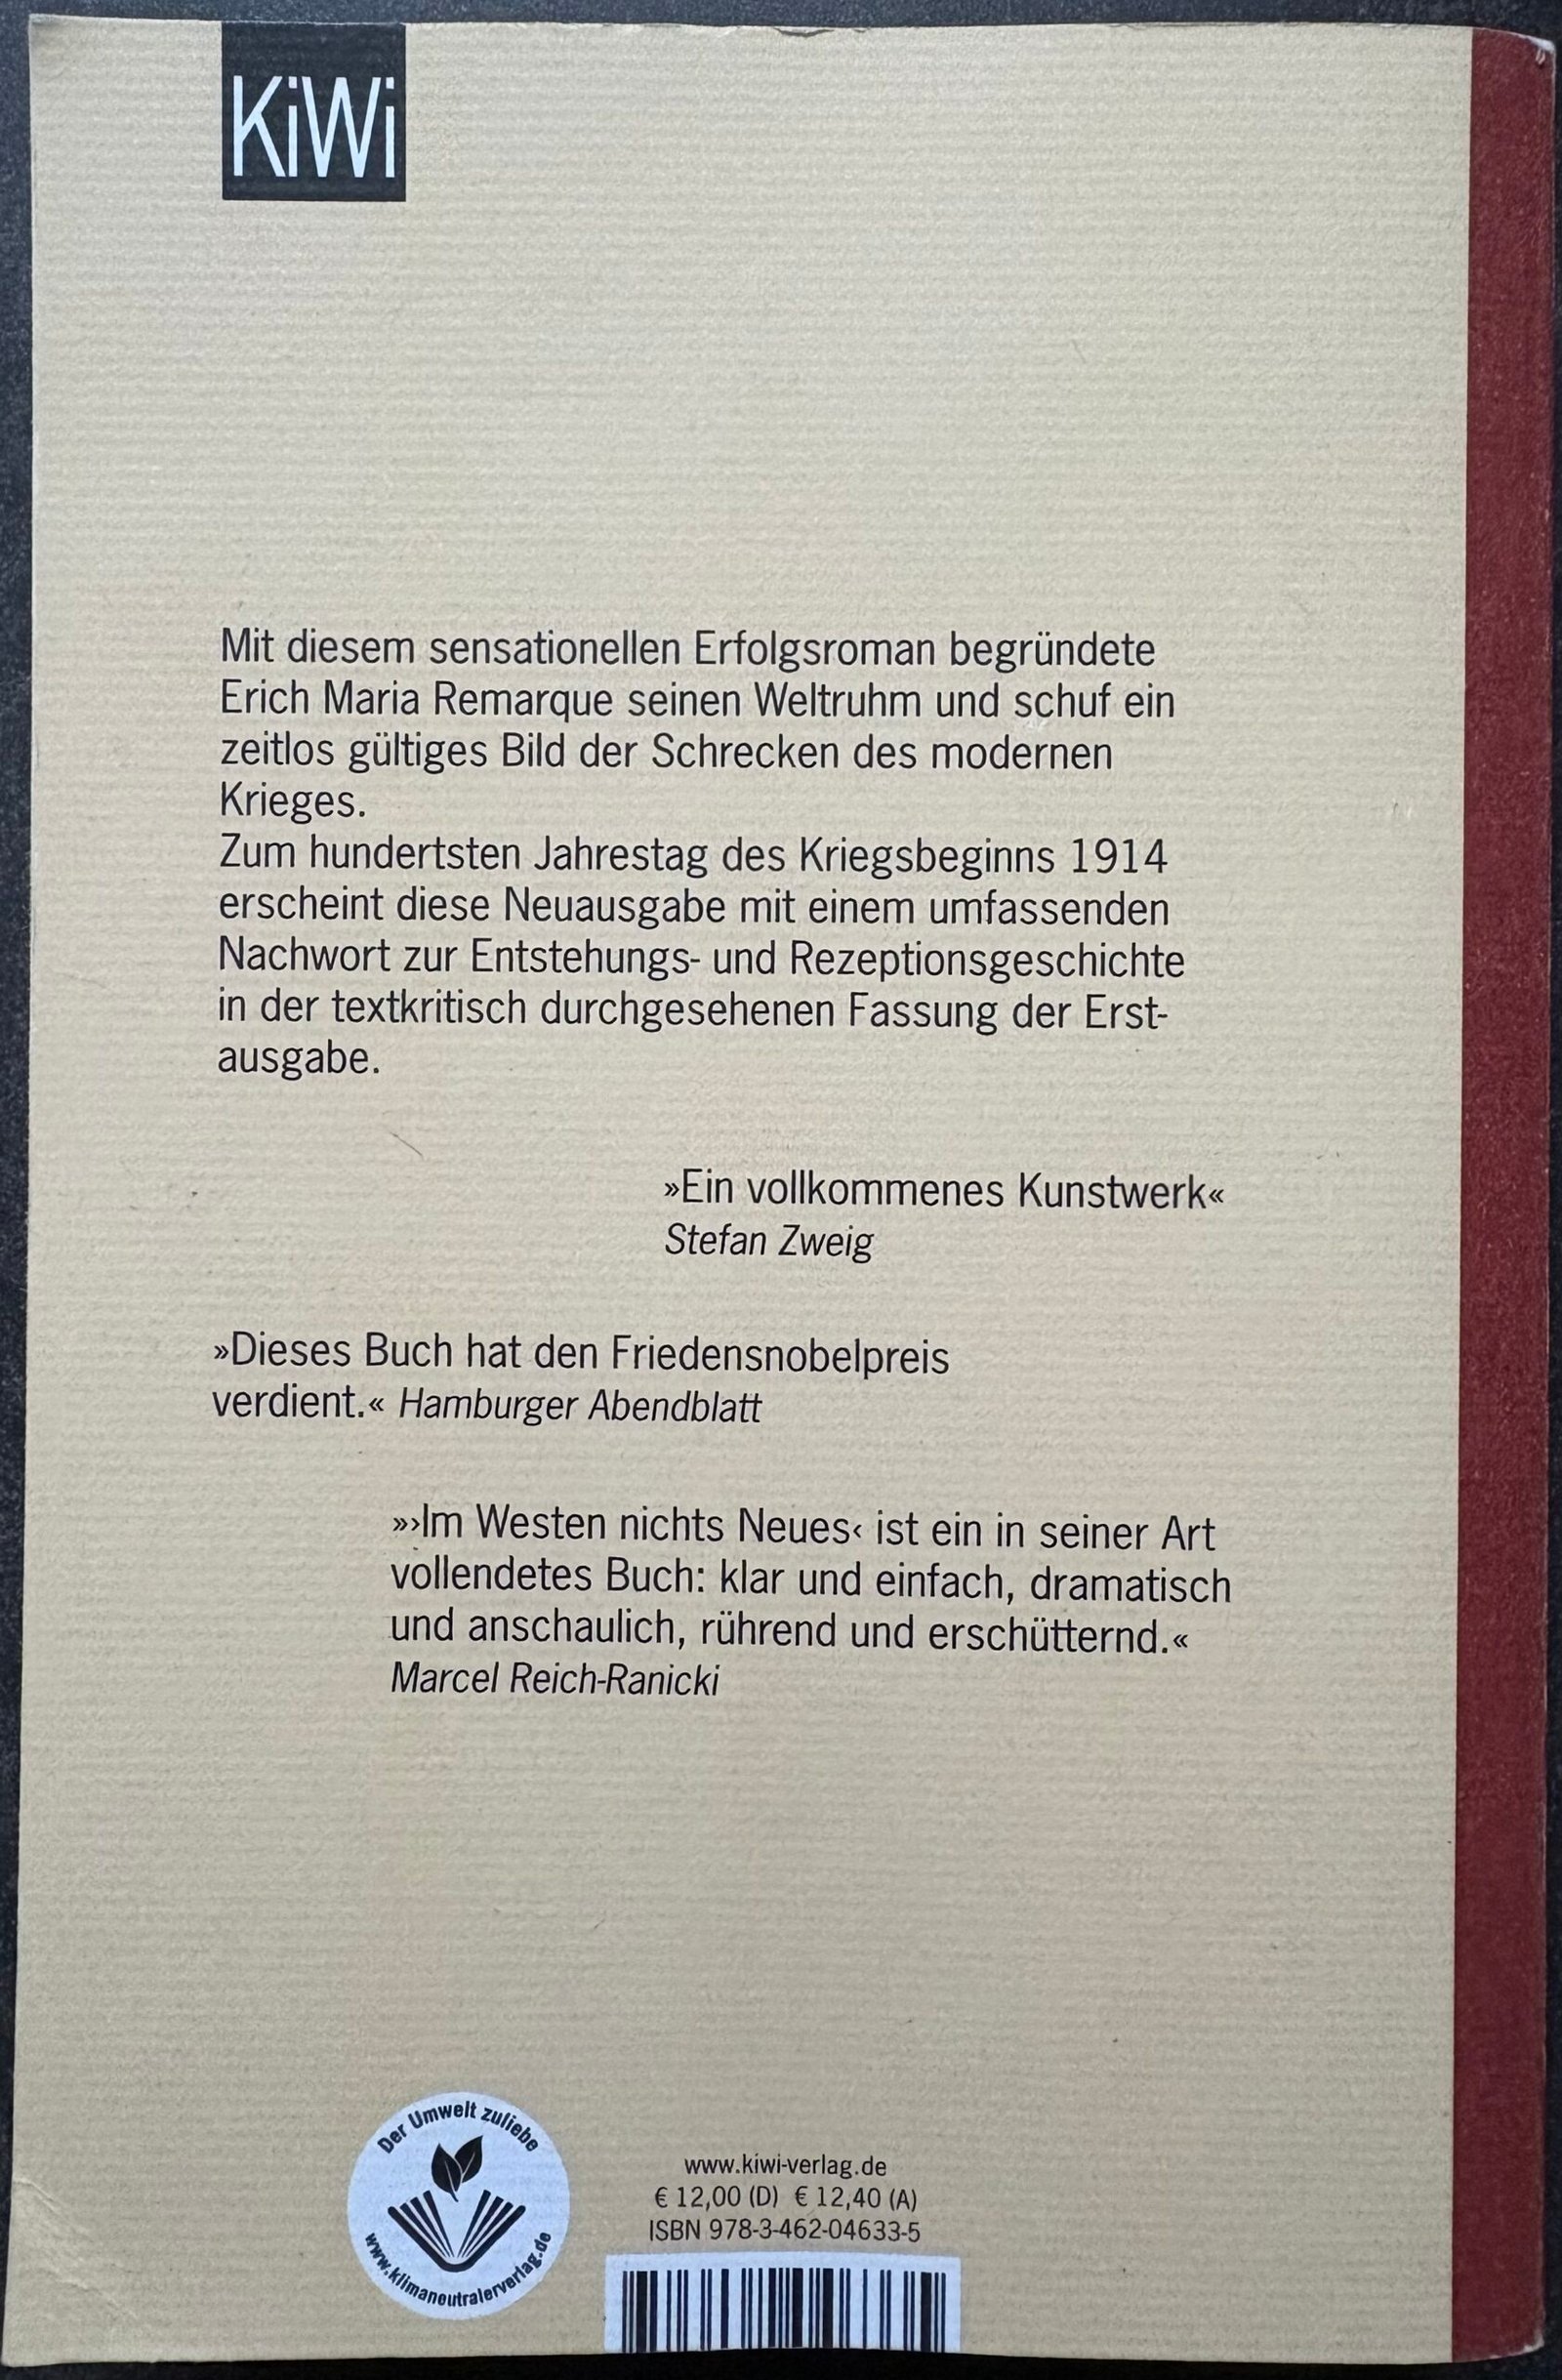 KiWi
Mit diesem sensationellen Erfolgsroman begründete
Erich Maria Remarque seinen Weltruhm und schuf ein
zeitlos gültiges Bild der Schrecken des modernen
Krieges.
Zum hundertsten Jahrestag des Kriegsbeginns 1914
erscheint diese Neuausgabe mit einem umfassenden
Nachwort zur Entstehungs- und Rezeptionsgeschichte
in der textkritisch durchgesehenen Fassung der Erst-
ausgabe.
»Ein vollkommenes Kunstwerk«
Stefan Zweig
»Dieses Buch hat den Friedensnobelpreis
verdient.« Hamburger Abendblatt
»›Im Westen nichts Neues‹ ist ein in seiner Art
vollendetes Buch: klar und einfach, dramatisch
und anschaulich, rührend und erschütternd.«
Marcel Reich-Ranicki
Der Umwelt zuliebe
www.klimaneutralerverlag.de
www.kiwi-verlag.de
€ 12,00 (D) € 12,40 (A)
ISBN 978-3-462-04633-5